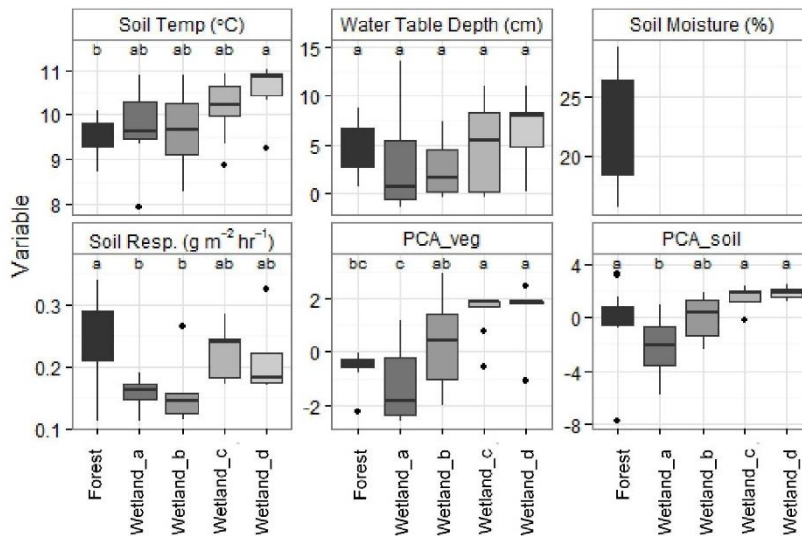 Soil Temp (°C)
Water Table Depth (cm)
Soil Moisture (%)
b ab ab ab a
a a a a a
11
10
9
8
15
10
5
0
25
20
Variable
Soil Resp. (g m⁻² hr⁻¹)
PCA_veg
PCA_soil
a b b ab ab
bc c ab a a
a b ab a a
0.3
0.2
0.1
2
0
-2
4
0
-4
-8
Forest
Wetland_a
Wetland_b
Wetland_c
Wetland_d
Forest
Wetland_a
Wetland_b
Wetland_c
Wetland_d
Forest
Wetland_a
Wetland_b
Wetland_c
Wetland_d